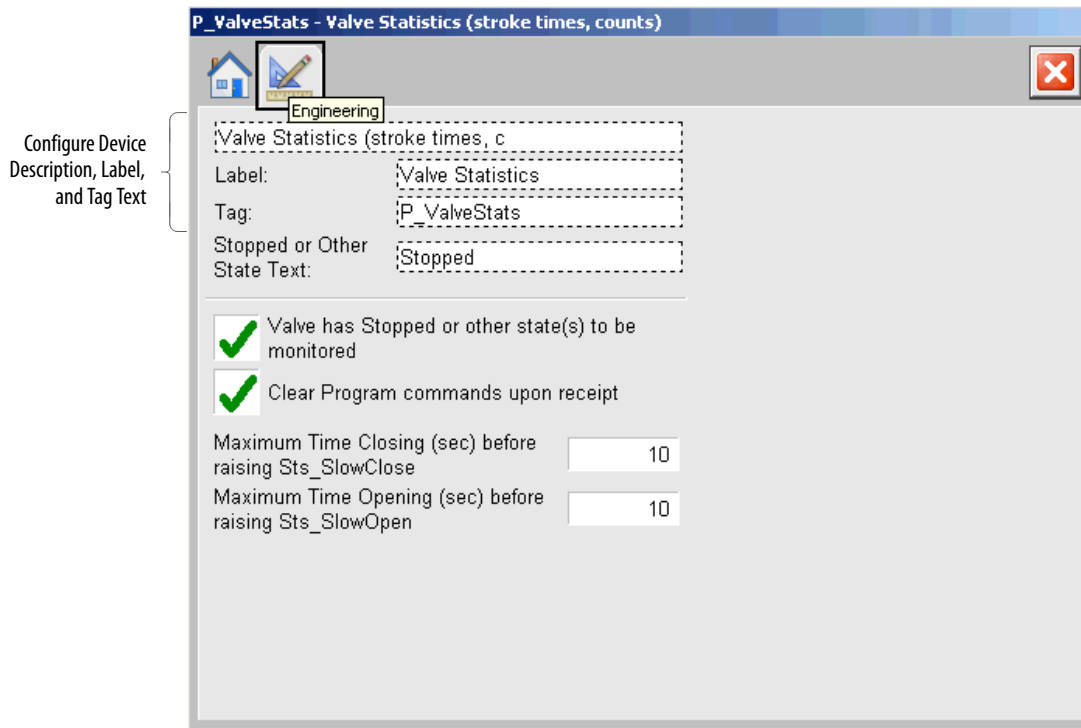 P_ValveStats - Valve Statistics (stroke times, counts)
Engineering
Configure Device
Description, Label,
and Tag Text
Valve Statistics (stroke times, c
Label:
Valve Statistics
Tag:
P_ValveStats
Stopped or Other
State Text:
Stopped
Valve has Stopped or other state(s) to be
monitored
Clear Program commands upon receipt
Maximum Time Closing (sec) before
raising Sts_SlowClose
10
Maximum Time Opening (sec) before
raising Sts_SlowOpen
10